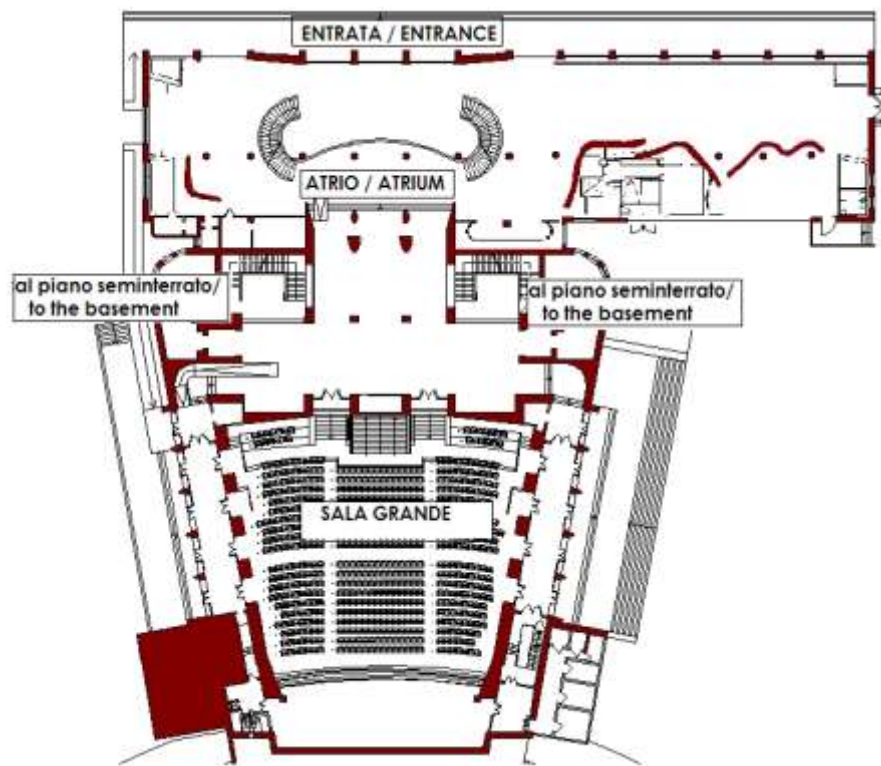 ENTRATA / ENTRANCE
ATRIO / ATRIUM
al piano seminterrato/
to the basement
al piano seminterrato/
to the basement
SALA GRANDE